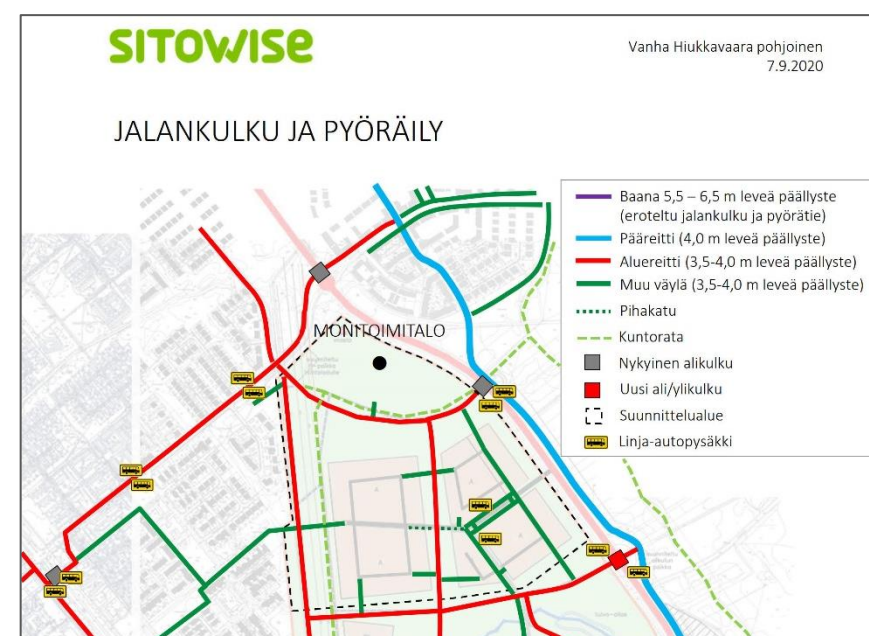 SITOWISE
Vanha Hiukkavaara pohjoinen
7.9.2020
JALANKULKU JA PYÖRÄILY
Baana 5,5 – 6,5 m leveä päällyste
(eroteltu jalankulku ja pyörätie)
Pääreitti (4,0 m leveä päällyste)
Aluereitti (3,5-4,0 m leveä päällyste)
Muu väylä (3,5-4,0 m leveä päällyste)
Pihakatu
Kuntorata
Nykyinen alikulku
Uusi ali/ylikulku
Suunnittelualue
Linja-autopysäkki
MONITOIMITALO